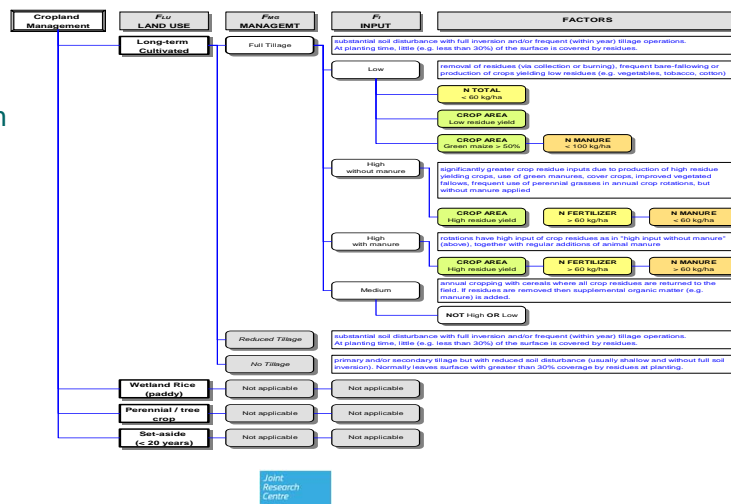 Cropland
Management
FLU
LAND USE
FMG
MANAGEMT
FI
INPUT
FACTORS
Long-term
Cultivated
Full Tillage
substantial soil disturbance with full inversion and/or frequent (within year) tillage operations.
At planting time, little (e.g. less than 30%) of the surface is covered by residues.
Low
removal of residues (via collection or burning), frequent bare-fallowing or
production of crops yielding low residues (e.g. vegetables, tobacco, cotton)
N TOTAL
< 60 kg/ha
CROP AREA
Low residue yield
CROP AREA
Green maize > 50%
N MANURE
< 100 kg/ha
High
without manure
significantly greater crop residue inputs due to production of high residue
yielding crops, use of green manures, cover crops, improved vegetated
fallows, frequent use of perennial grasses in annual crop rotations, but
without manure applied
CROP AREA
High residue yield
N FERTILIZER
> 60 kg/ha
N MANURE
< 60 kg/ha
High
with manure
rotations have high input of crop residues as in "high input without manure"
(above), together with regular additions of animal manure
CROP AREA
High residue yield
N FERTILIZER
> 60 kg/ha
N MANURE
> 60 kg/ha
Medium
annual cropping with cereals where all crop residues are returned to the
field. If residues are removed then supplemental organic matter (e.g.
manure) is added.
NOT High OR Low
Reduced Tillage
substantial soil disturbance with full inversion and/or frequent (within year) tillage operations.
At planting time, little (e.g. less than 30%) of the surface is covered by residues.
No Tillage
primary and/or secondary tillage but with reduced soil disturbance (usually shallow and without full soil
inversion). Normally leaves surface with greater than 30% coverage by residues at planting.
Wetland Rice
(paddy)
Not applicable
Not applicable
Perennial / tree
crop
Not applicable
Not applicable
Set-aside
(< 20 years)
Not applicable
Not applicable
Joint
Research
Centre